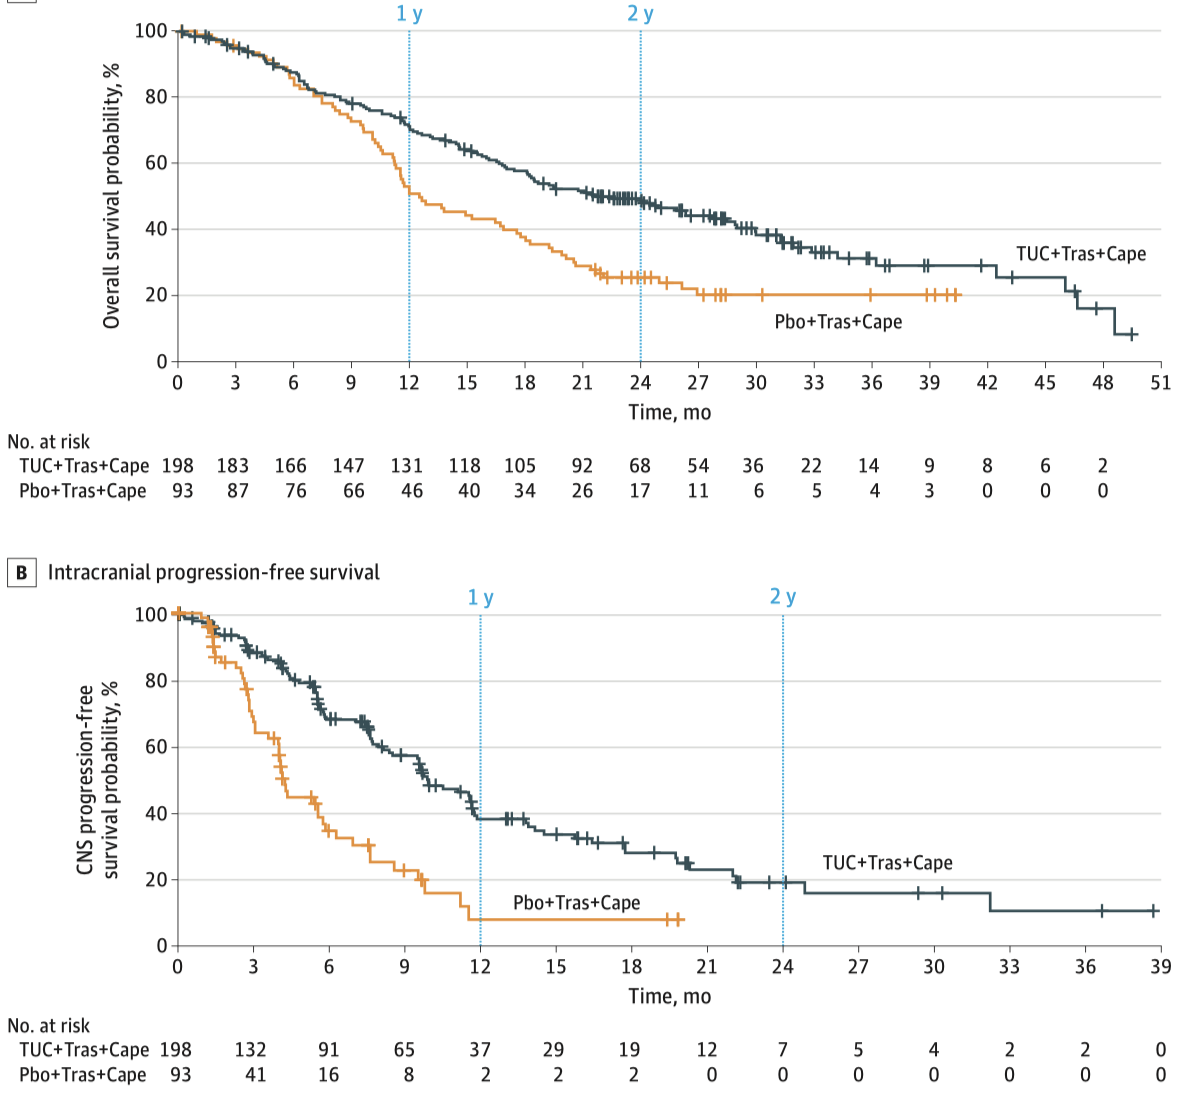 1 y 2 y
100
80
60
40
20
0
Overall survival probability, %
TUC+Tras+Cape
Pbo+Tras+Cape
0 3 6 9 12 15 18 21 24 27 30 33 36 39 42 45 48 51
Time, mo
No. at risk
TUC+Tras+Cape 198 183 166 147 131 118 105 92 68 54 36 22 14 9 8 6 2
Pbo+Tras+Cape 93 87 76 66 46 40 34 26 17 11 6 5 4 3 0 0 0
B Intracranial progression-free survival
1 y 2 y
100
80
60
40
20
0
CNS progression-free
survival probability, %
TUC+Tras+Cape
Pbo+Tras+Cape
0 3 6 9 12 15 18 21 24 27 30 33 36 39
Time, mo
No. at risk
TUC+Tras+Cape 198 132 91 65 37 29 19 12 7 5 4 2 2 0
Pbo+Tras+Cape 93 41 16 8 2 2 2 0 0 0 0 0 0 0